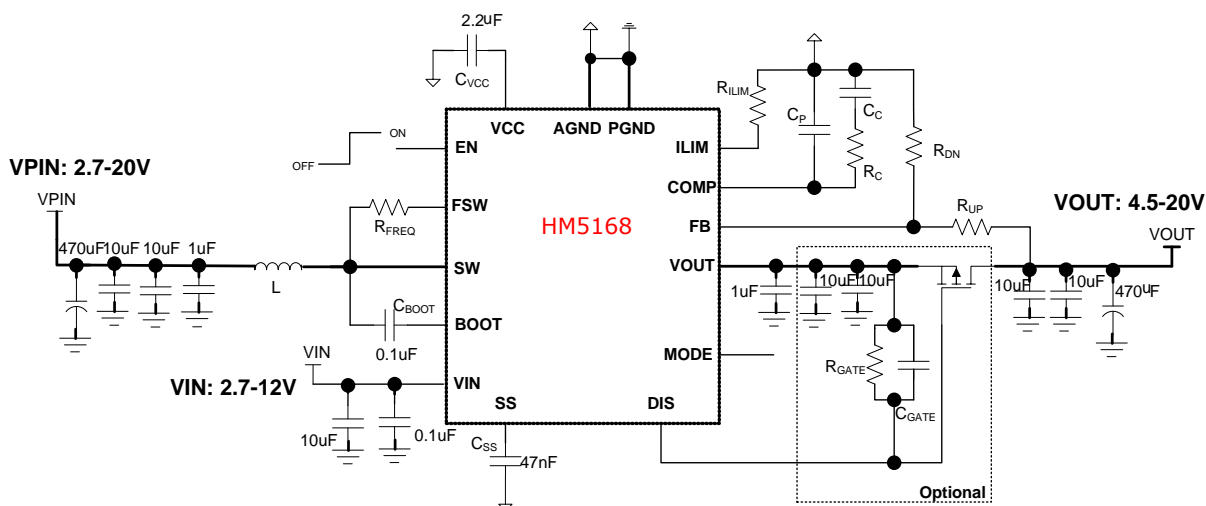 2.2uF
CVCC
VCC
AGND
PGND
ON
OFF
EN
VPIN: 2.7-20V
VPIN
470uF
10uF
10uF
1uF
L
RFREQ
FSW
SW
CBOOT
0.1uF
BOOT
VIN
VIN: 2.7-12V
VIN
10uF
0.1uF
SS
CSS
47nF
HM5168
ILIM
COMP
FB
VOUT
MODE
DIS
RILIM
CP
CC
RC
RDN
RUP
VOUT: 4.5-20V
VOUT
1uF
10uF
10uF
10uF
10uF
470uF
RGATE
CGATE
Optional